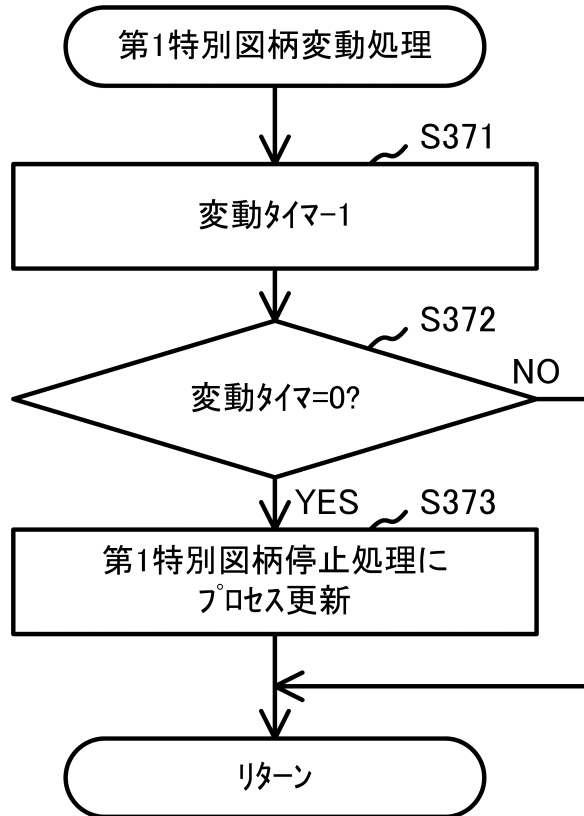 第1特別図柄変動処理
S371
変動ﾀｲﾏ−1
S372
変動ﾀｲﾏ=0?
NO
YES
S373
第1特別図柄停止処理に
ﾌﾟﾛｾｽ更新
ﾘﾀｰﾝ